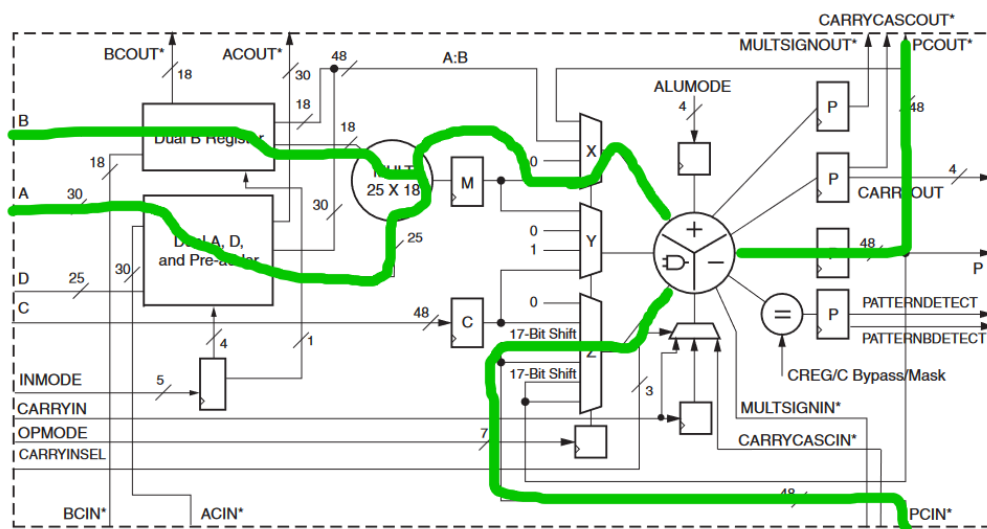 CARRYCASCOUT*
BCOUT*
ACOUT*
MULTSIGNOUT*
PCOUT*
48
A:B
18
30
ALUMODE
4
18
P
48
B
18
X
Dual B Register
0
18
MULT
25 X 18
M
P
4
CARRYOUT
A
30
30
0
Y
1
Dual A, D,
and Pre-adder
25
P
48
P
D
25
30
C
48
C
0
17-Bit Shift
Z
=
P
PATTERNDETECT
PATTERNBDETECT
4
1
17-Bit Shift
3
CREG/C Bypass/Mask
INMODE
5
CARRYIN
MULTSIGNIN*
OPMODE
7
CARRYCASCIN*
CARRYINSEL
48
BCIN*
ACIN*
PCIN*